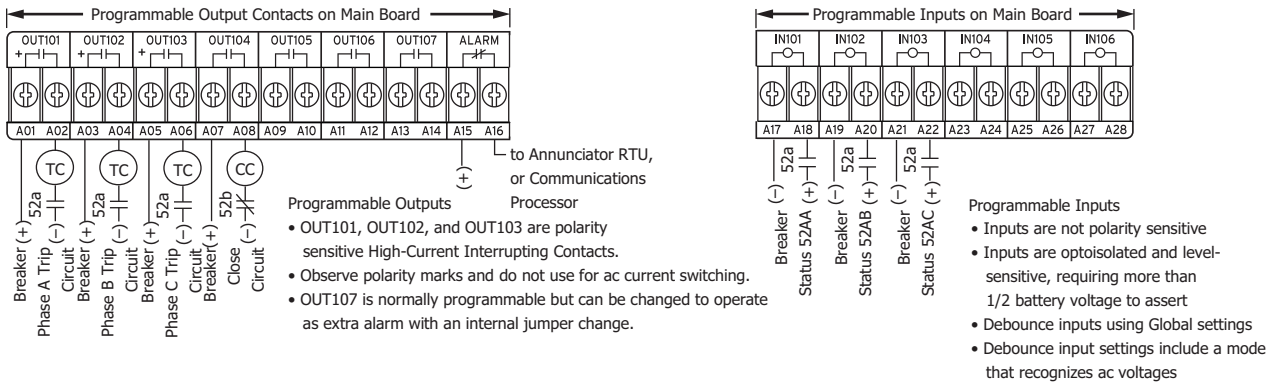 Programmable Output Contacts on Main Board
OUT101 OUT102 OUT103 OUT104 OUT105 OUT106 OUT107 ALARM
+ + +
A01 A02 A03 A04 A05 A06 A07 A08 A09 A10 A11 A12 A13 A14 A15 A16
TC TC TC CC
52a 52a 52a 52b
Breaker (+)
Phase A Trip
Circuit (−)
Breaker (+)
Phase B Trip
Circuit (−)
Breaker (+)
Phase C Trip
Circuit (−)
Breaker(+)
Close
Circuit (−)
(+)
to Annunciator RTU,
or Communications
Processor
Programmable Outputs
• OUT101, OUT102, and OUT103 are polarity
sensitive High-Current Interrupting Contacts.
• Observe polarity marks and do not use for ac current switching.
• OUT107 is normally programmable but can be changed to operate
as extra alarm with an internal jumper change.
Programmable Inputs on Main Board
IN101 IN102 IN103 IN104 IN105 IN106
A17 A18 A19 A20 A21 A22 A23 A24 A25 A26 A27 A28
52a 52a 52a
Breaker (−)
Status 52AA (+)
Breaker (−)
Status 52AB (+)
Breaker (−)
Status 52AC (+)
Programmable Inputs
• Inputs are not polarity sensitive
• Inputs are optoisolated and level-
sensitive, requiring more than
1/2 battery voltage to assert
• Debounce inputs using Global settings
• Debounce input settings include a mode
that recognizes ac voltages